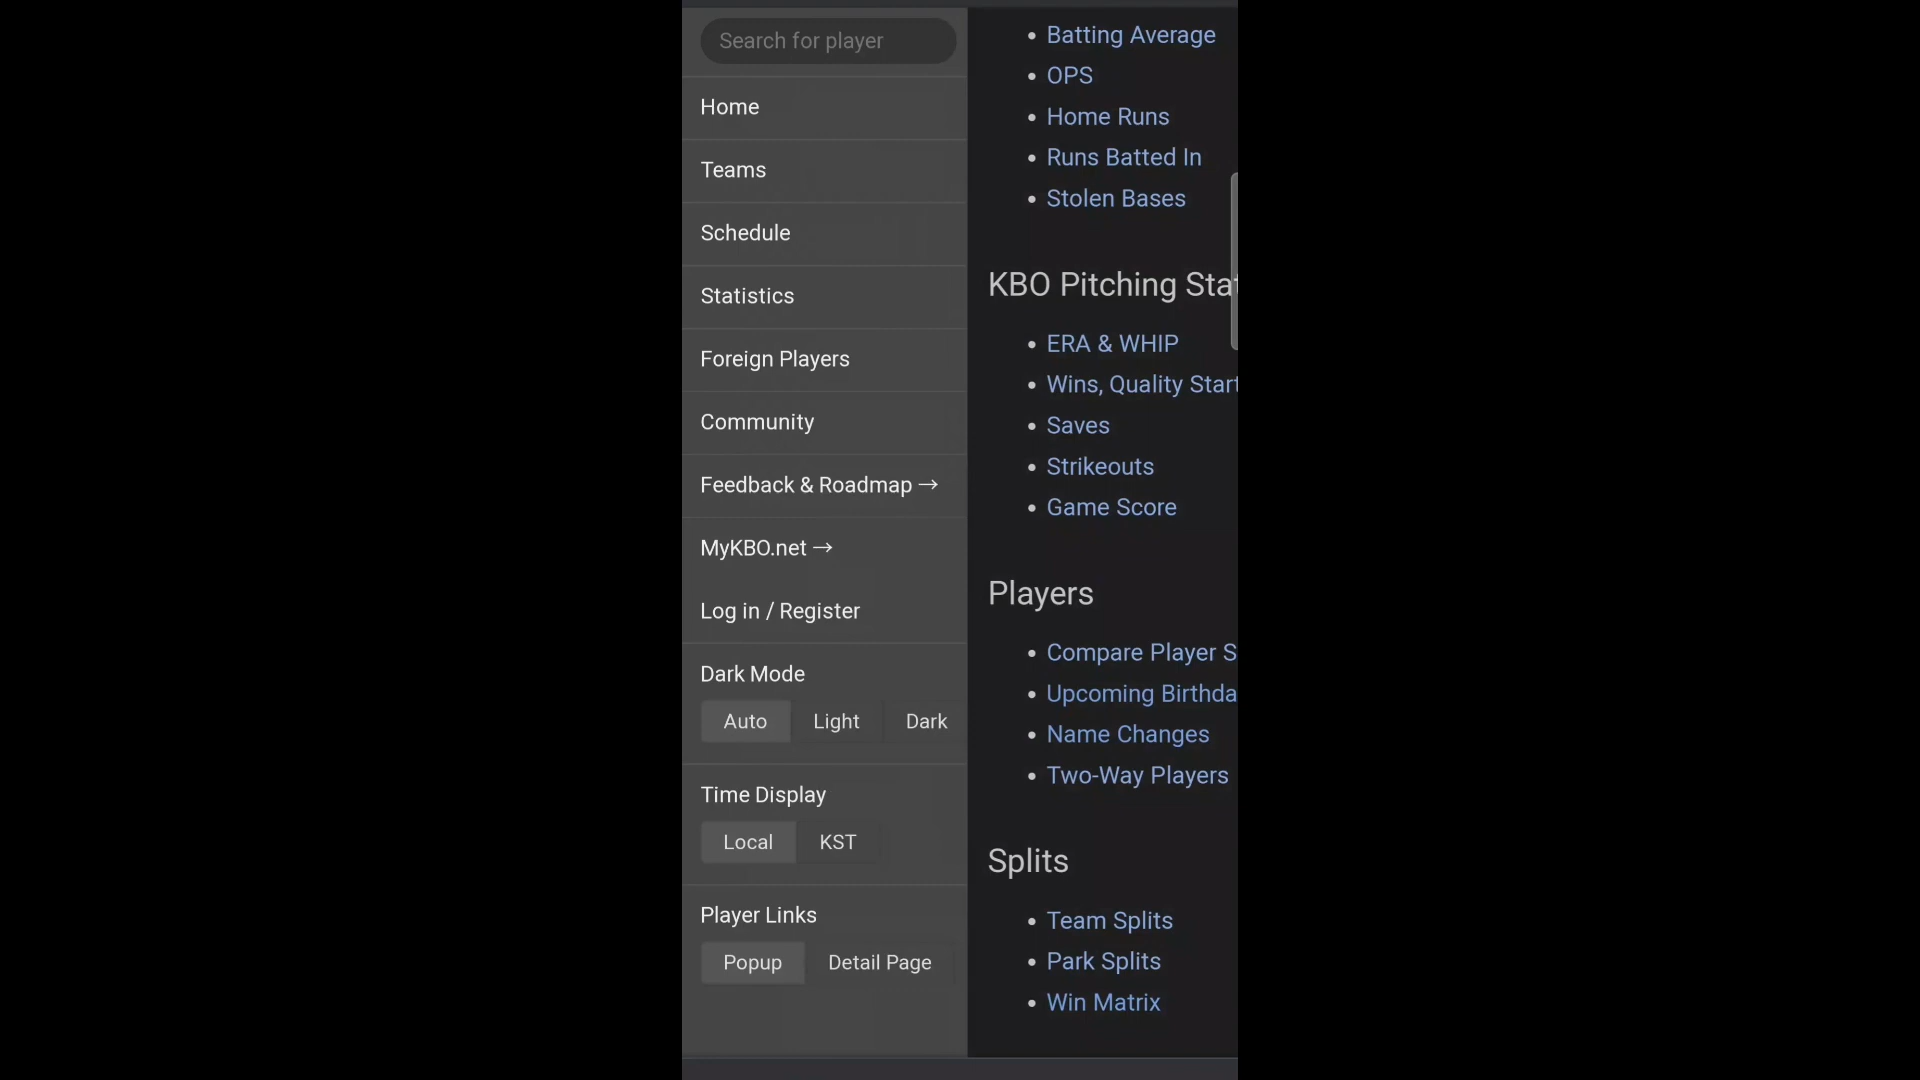 Search for player
Home
Teams
Schedule
Statistics
Foreign Players
Community
Feedback & Roadmap →
MyKBO.net →
Log in / Register
Dark Mode
Auto Light Dark
Time Display
Local KST
Player Links
Popup Detail Page
Batting Average
OPS
Home Runs
Runs Batted In
Stolen Bases
KBO Pitching Stat
ERA & WHIP
Wins, Quality Start
Saves
Strikeouts
Game Score
Players
Compare Player S
Upcoming Birthda
Name Changes
Two-Way Players
Splits
Team Splits
Park Splits
Win Matrix